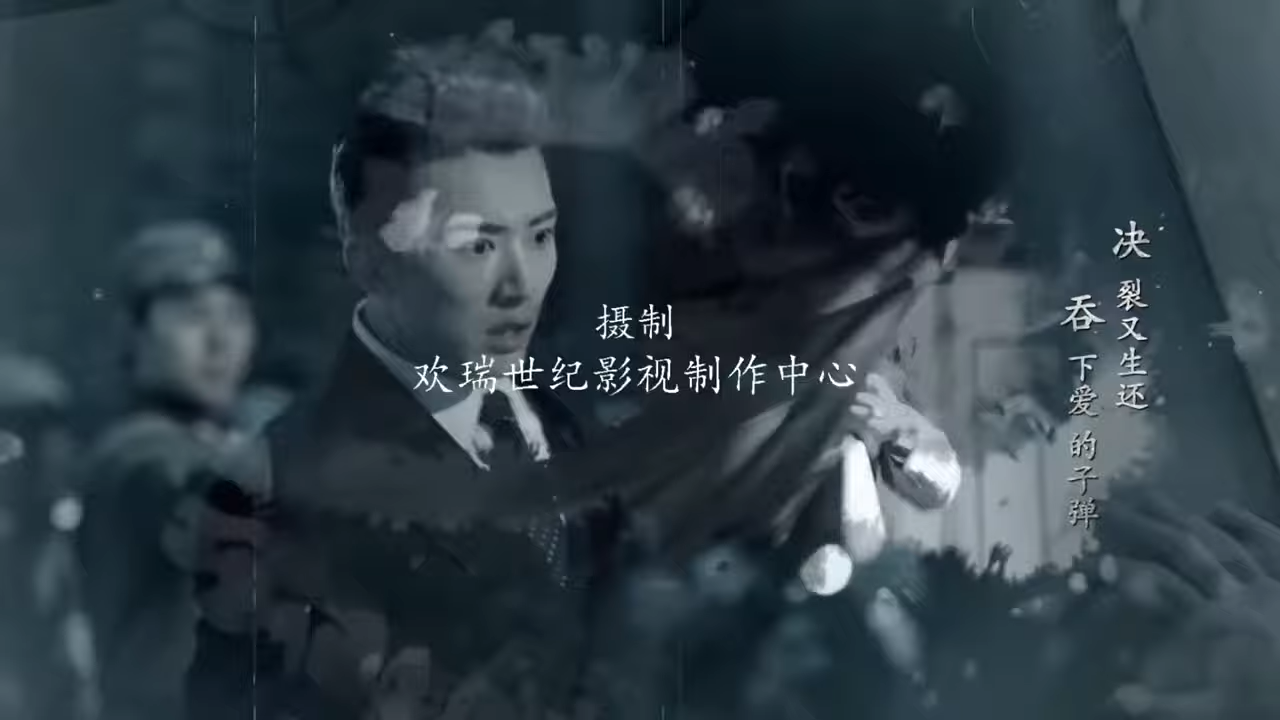 摄制
欢瑞世纪影视制作中心
决裂又生还
吞下爱的子弹